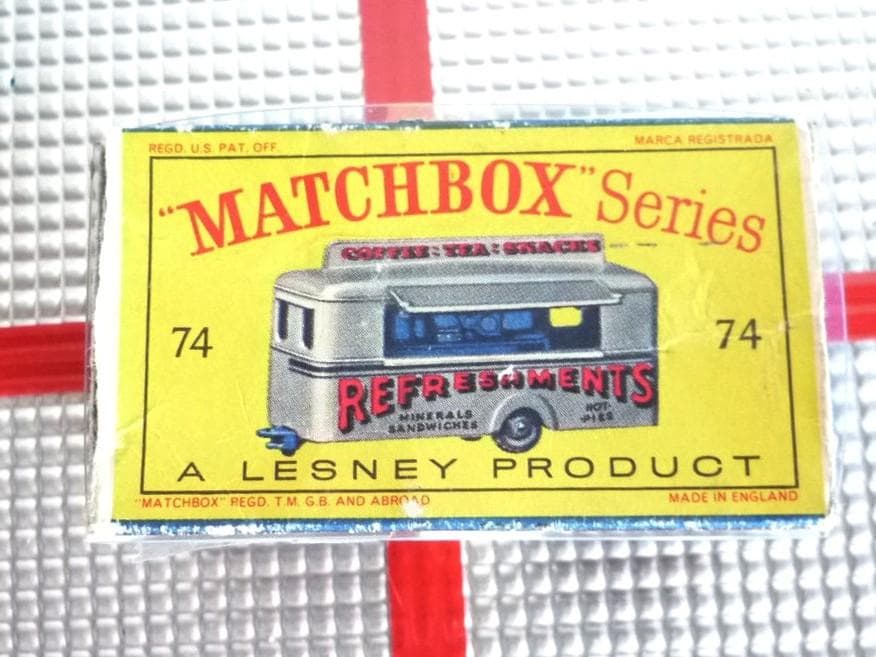 REGD. U.S. PAT. OFF. MARCA REGISTRADA
"MATCHBOX" Series
COFFEE : TEA : SNACKS
74 74
REFRESHMENTS
MINERALS HOT
SANDWICHES PIES
A LESNEY PRODUCT
"MATCHBOX" REGD. T.M. G.B. AND ABROAD MADE IN ENGLAND